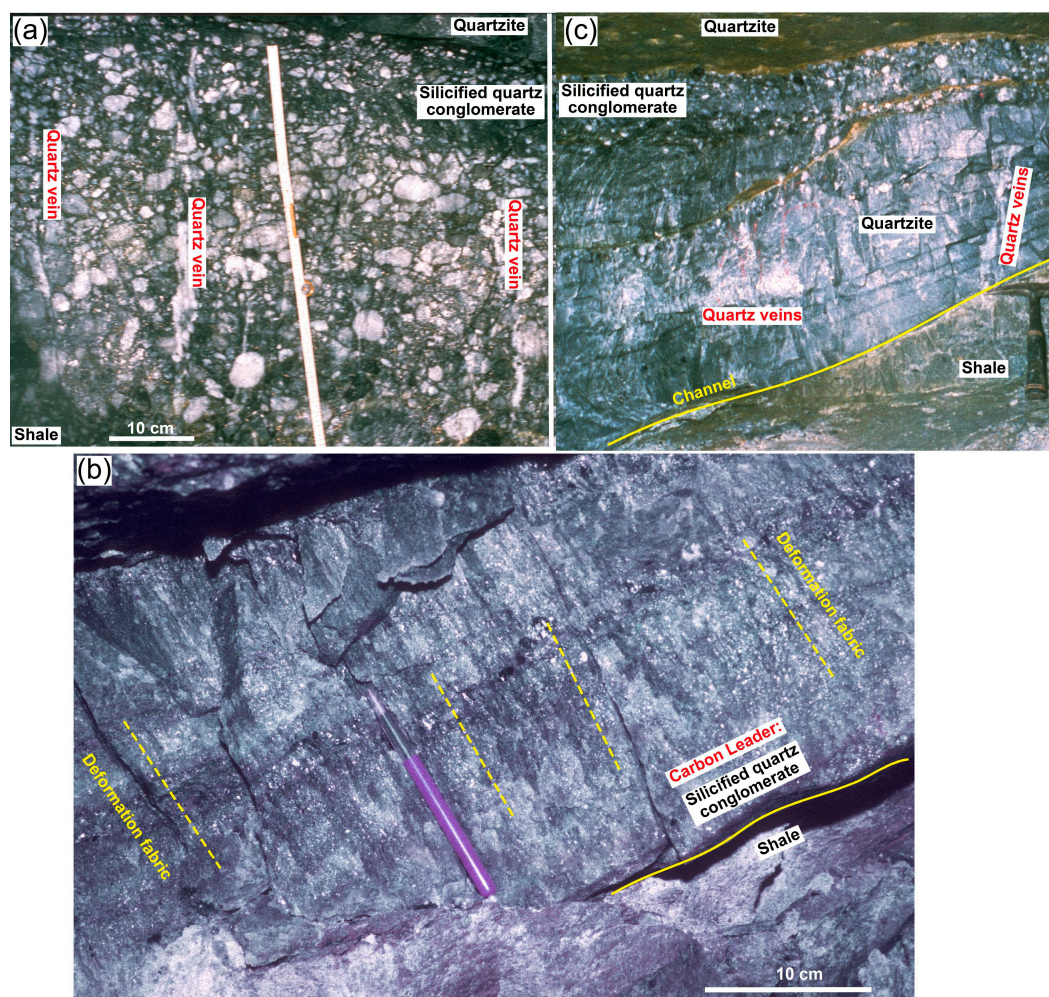 (a)
Quartzite
Silicified quartz
conglomerate
Quartz vein
Quartz vein
Quartz vein
Shale
10 cm
(c)
Quartzite
Silicified quartz
conglomerate
Quartz veins
Quartzite
Quartz veins
Channel
Shale
(b)
Deformation fabric
Deformation fabric
Carbon Leader:
Silicified quartz
conglomerate
Shale
10 cm